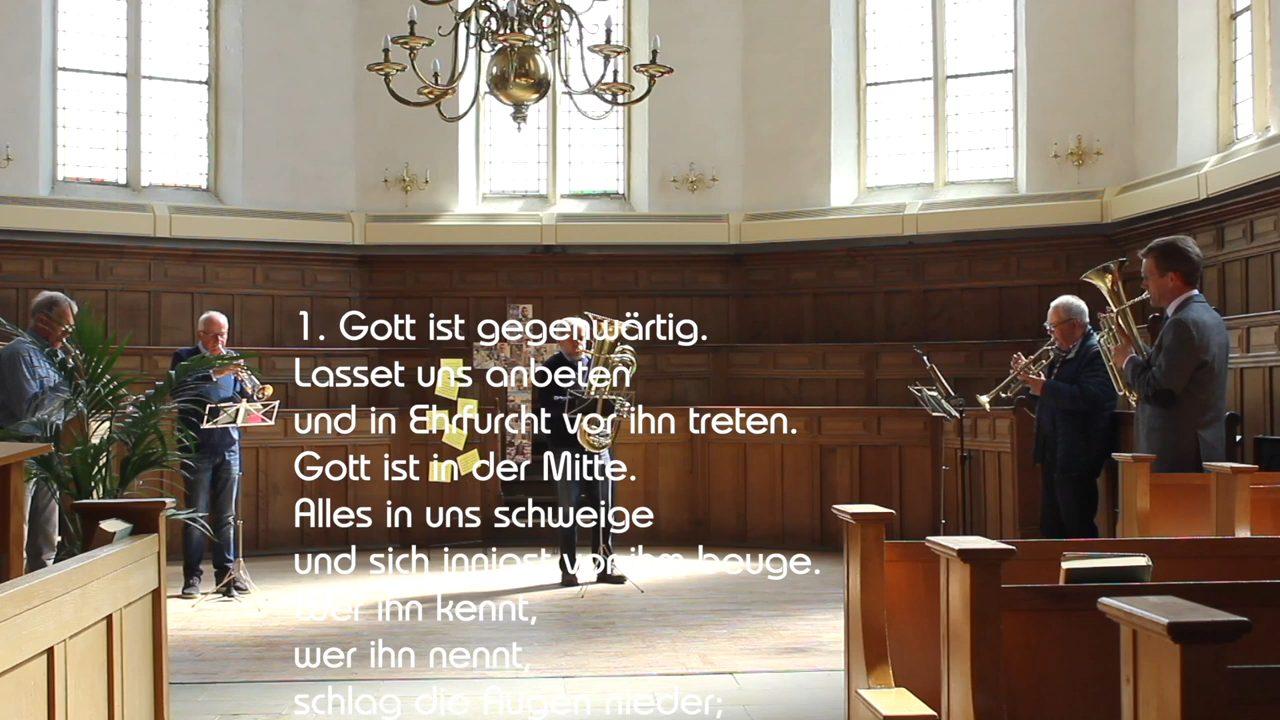 1. Gott ist gegenwärtig.
Lasset uns anbeten
und in Ehrfurcht vor ihn treten.
Gott ist in der Mitte.
Alles in uns schweige
und sich innigst vor ihm beuge.
Wer ihn kennt,
wer ihn nennt,
schlag die Augen nieder;